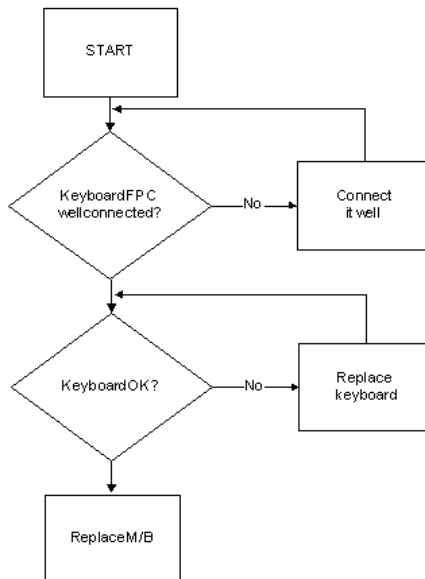 START
KeyboardFPC
wellconnected?
No
Connect
it well
KeyboardOK?
No
Replace
keyboard
ReplaceM/B